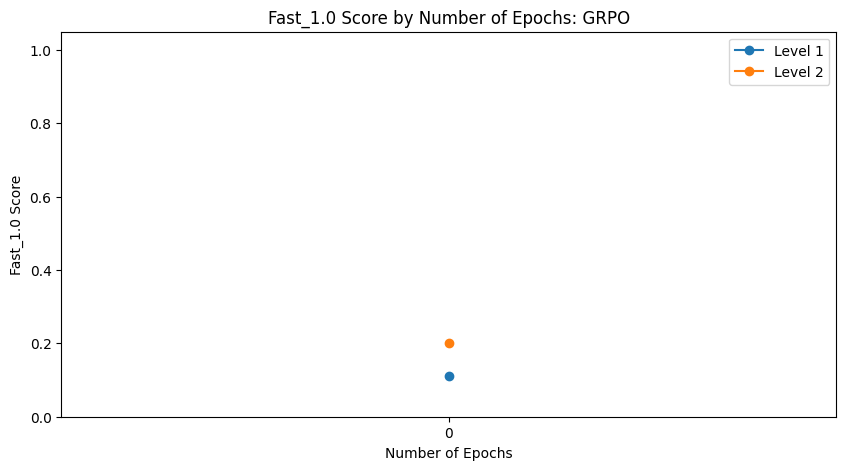 Fast_1.0 Score by Number of Epochs: GRPO
Level 1
Level 2
1.0
0.8
0.6
0.4
0.2
0.0
Fast_1.0 Score
0
Number of Epochs